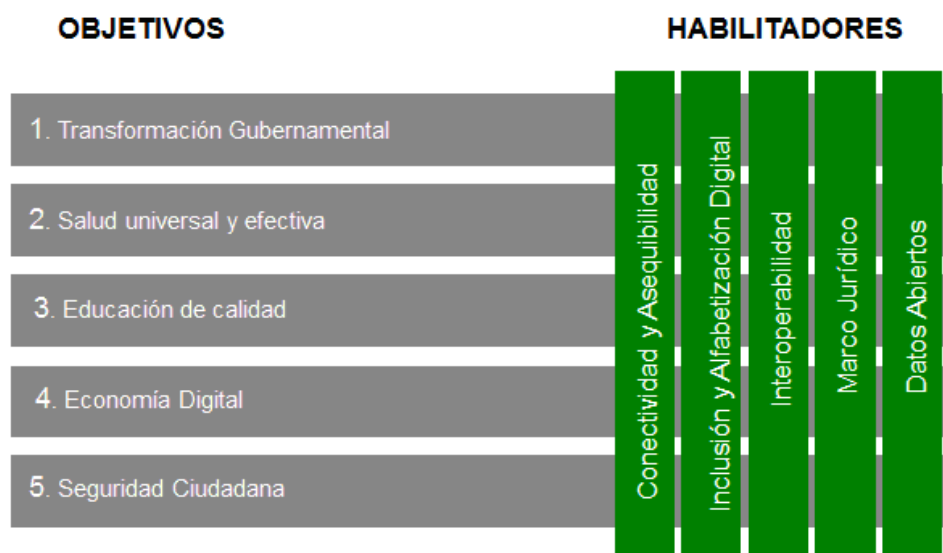 OBJETIVOS
HABILITADORES
1. Transformación Gubernamental
2. Salud universal y efectiva
3. Educación de calidad
4. Economía Digital
5. Seguridad Ciudadana
Conectividad y Asequibilidad
Inclusión y Alfabetización Digital
Interoperabilidad
Marco Jurídico
Datos Abiertos